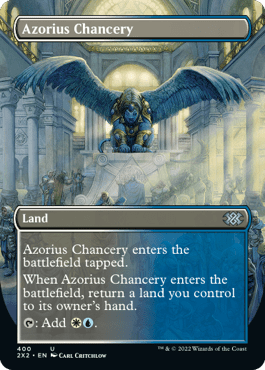 Azorius Chancery
Land
Azorius Chancery enters the
battlefield tapped.
When Azorius Chancery enters the
battlefield, return a land you control
to its owner's hand.
: Add .
400 U
2X2 • EN CARL CRITCHLOW
™ & © 2022 Wizards of the Coast